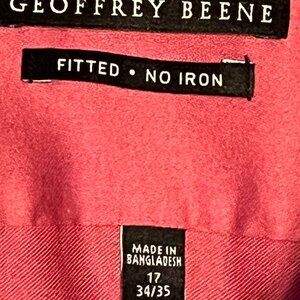 GEOFFREY BEENE
FITTED • NO IRON
MADE IN
BANGLADESH
17
34/35